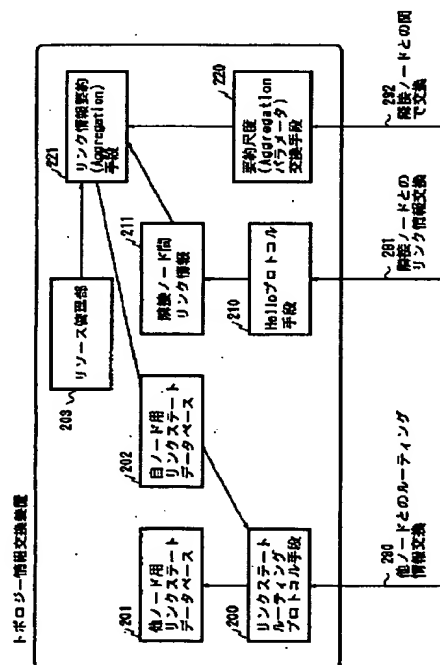 トポロジー情報交換装置
201
他ノード用
リンクステート
データベース
202
自ノード用
リンクステート
データベース
203
リソース管理部
221
リンク情報要約
(Aggregation)
手段
211
隣接ノード間
リンク情報
200
リンクステート
ルーティング
プロトコル手段
210
Helloプロトコル
手段
220
要約尺度
(Aggregation
パラメータ)
交換手段
290
他ノードとのルーティング
情報交換
291
隣接ノードとの
リンク情報交換
292
隣接ノードとの間
で交換